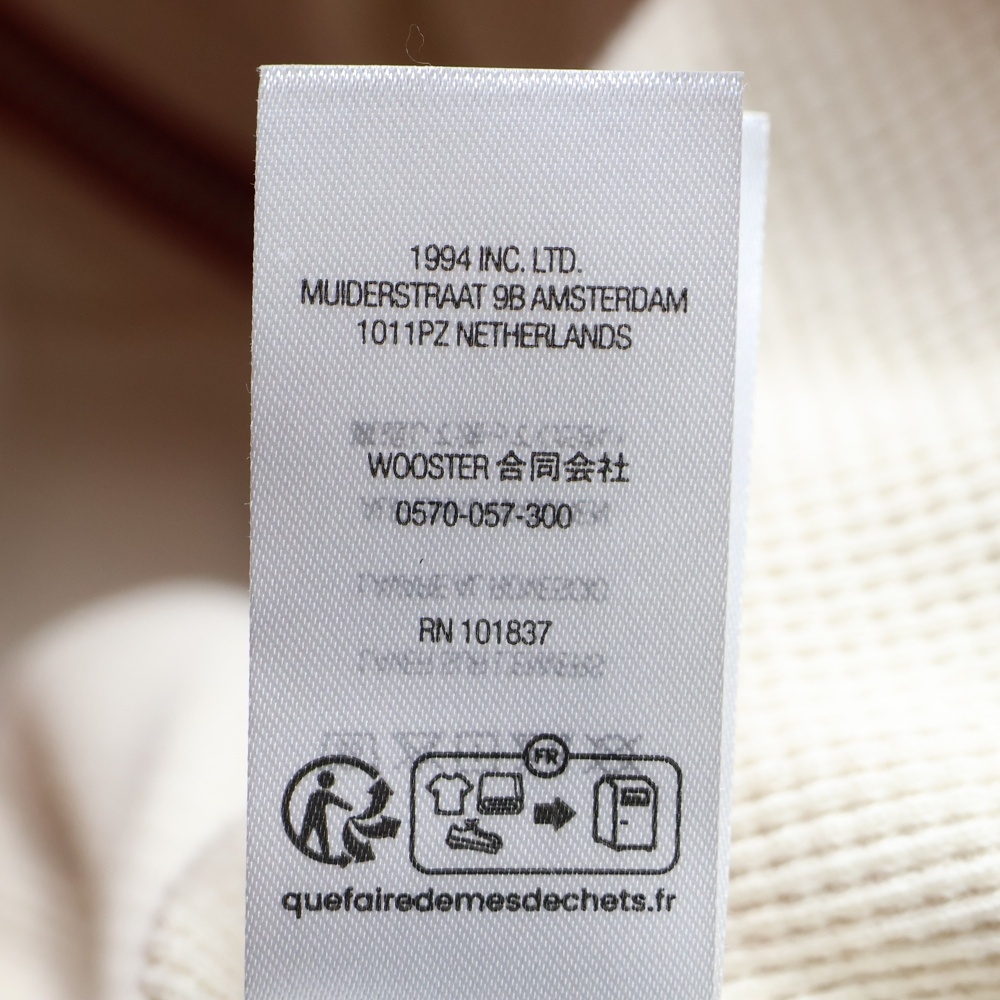 1994 INC. LTD.
MUIDERSTRAAT 9B AMSTERDAM
1011PZ NETHERLANDS
WOOSTER 合同会社
0570-057-300
RN 101837
FR
quefairedemesdechets.fr